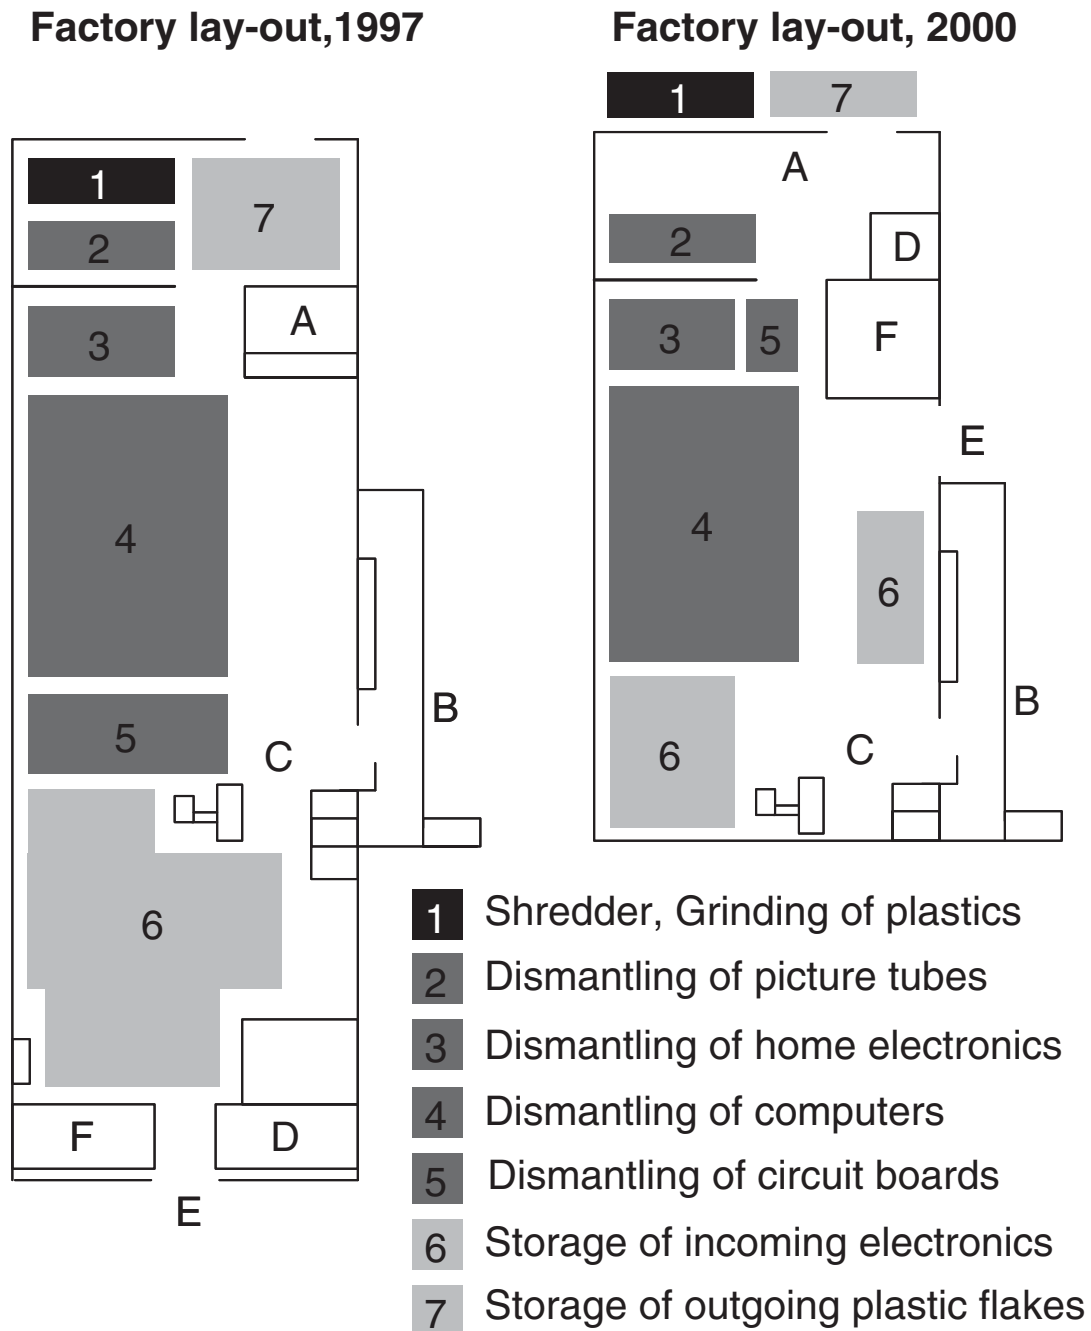 Factory lay-out,1997
1
2
7
3
A
4
5
C
B
6
F
D
E
Factory lay-out, 2000
1
7
A
2
D
3
5
F
E
4
6
6
C
B
1 Shredder, Grinding of plastics
2 Dismantling of picture tubes
3 Dismantling of home electronics
4 Dismantling of computers
5 Dismantling of circuit boards
6 Storage of incoming electronics
7 Storage of outgoing plastic flakes